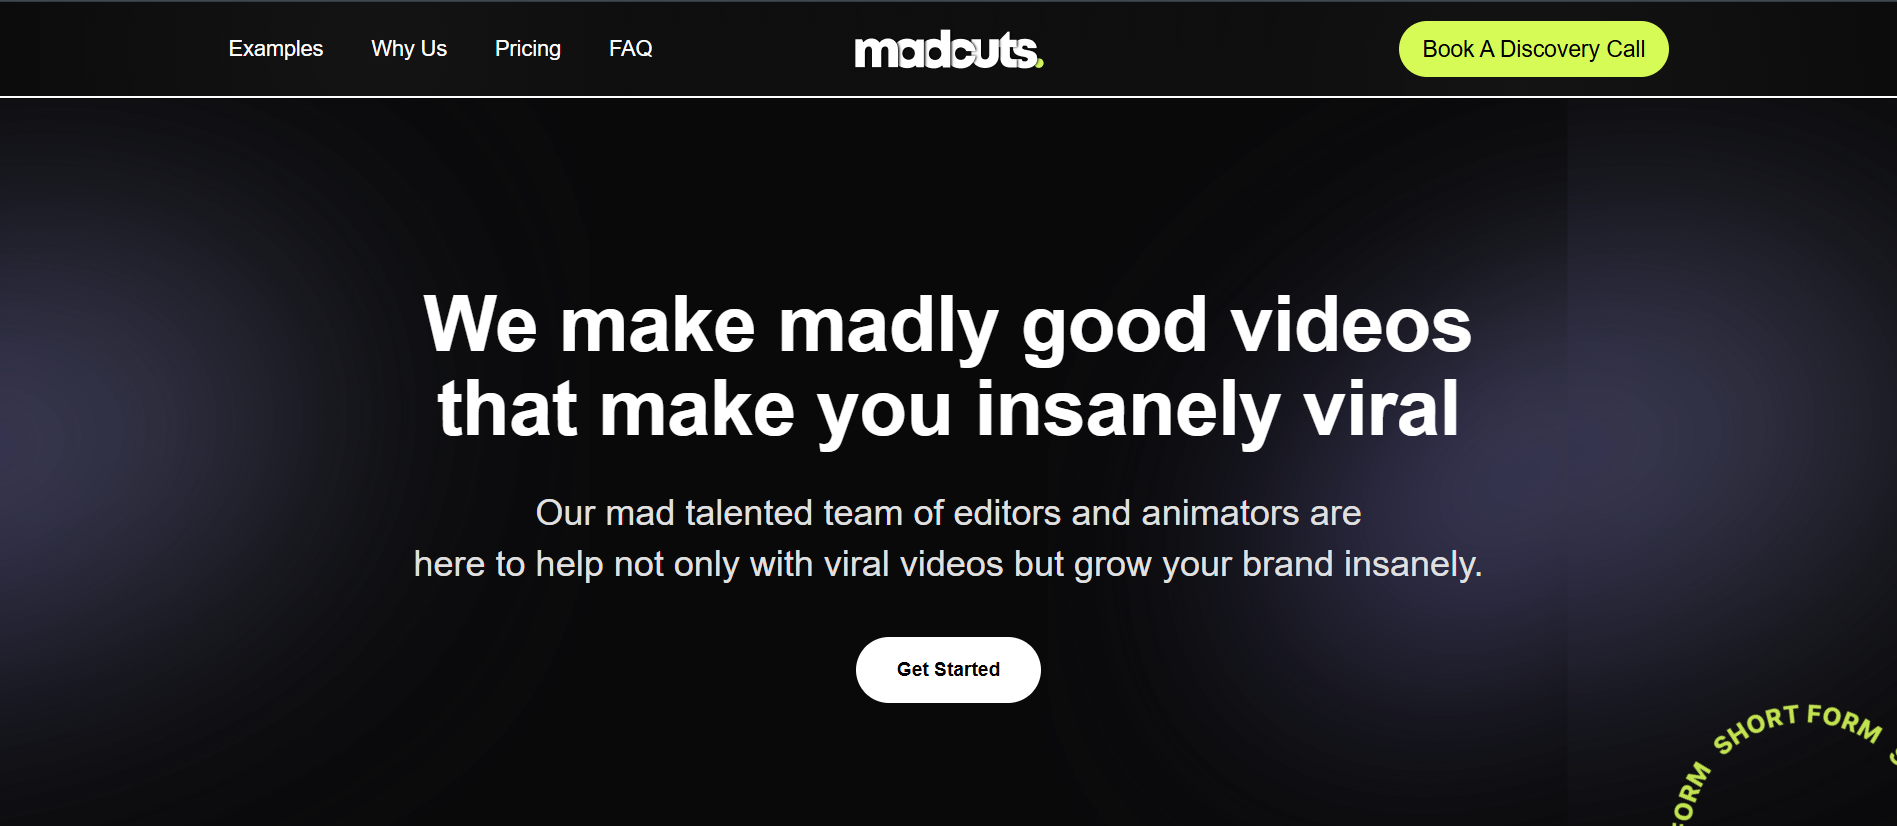 Examples Why Us Pricing FAQ madcuts. Book A Discovery Call
We make madly good videos
that make you insanely viral
Our mad talented team of editors and animators are
here to help not only with viral videos but grow your brand insanely.
Get Started
FORM SHORT FORM